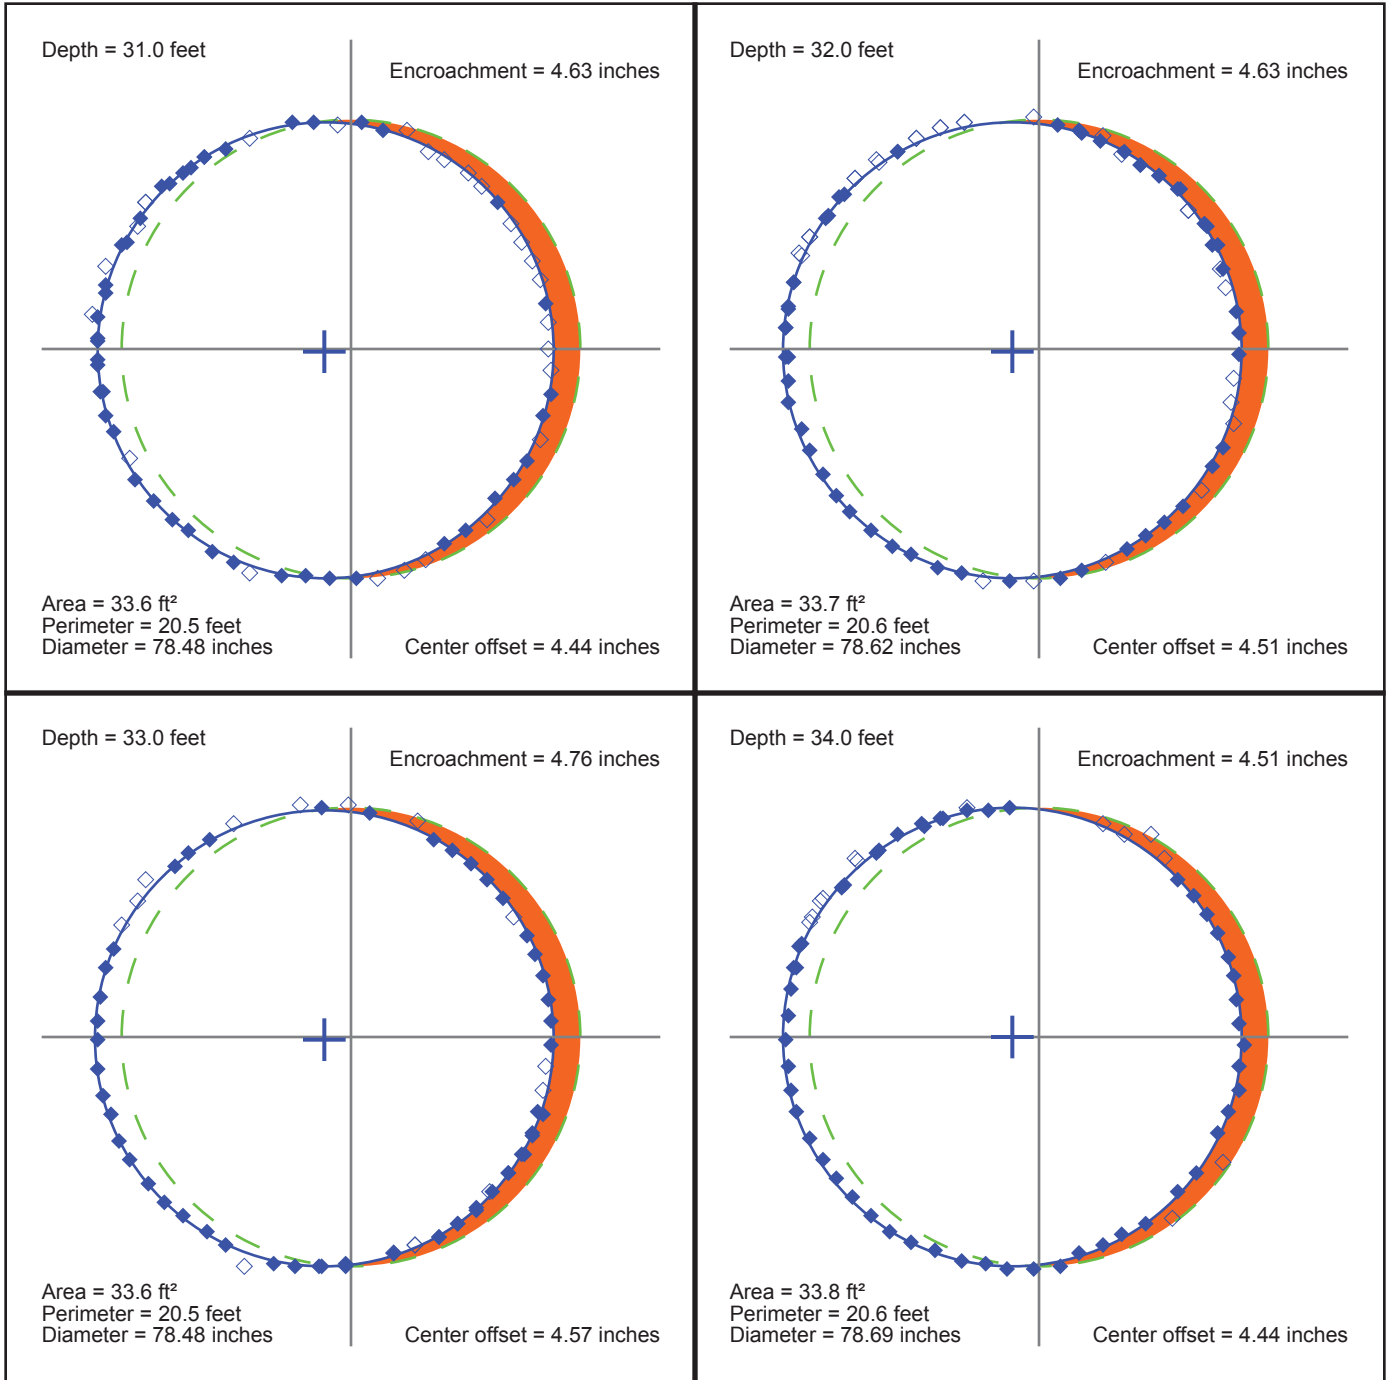 Depth = 31.0 feet
Encroachment = 4.63 inches
Area = 33.6 ft²
Perimeter = 20.5 feet
Diameter = 78.48 inches
Center offset = 4.44 inches
Depth = 32.0 feet
Encroachment = 4.63 inches
Area = 33.7 ft²
Perimeter = 20.6 feet
Diameter = 78.62 inches
Center offset = 4.51 inches
Depth = 33.0 feet
Encroachment = 4.76 inches
Area = 33.6 ft²
Perimeter = 20.5 feet
Diameter = 78.48 inches
Center offset = 4.57 inches
Depth = 34.0 feet
Encroachment = 4.51 inches
Area = 33.8 ft²
Perimeter = 20.6 feet
Diameter = 78.69 inches
Center offset = 4.44 inches